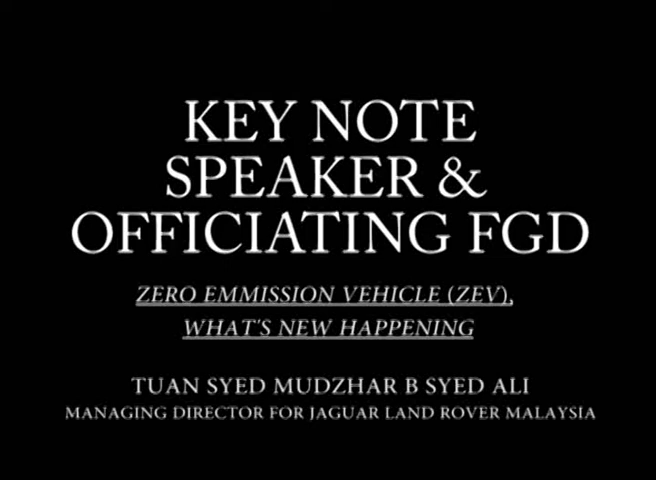 KEY NOTE
SPEAKER &
OFFICIATING FGD
ZERO EMMISSION VEHICLE (ZEV),
WHAT'S NEW HAPPENING
TUAN SYED MUDZHAR B SYED ALI
MANAGING DIRECTOR FOR JAGUAR LAND ROVER MALAYSIA